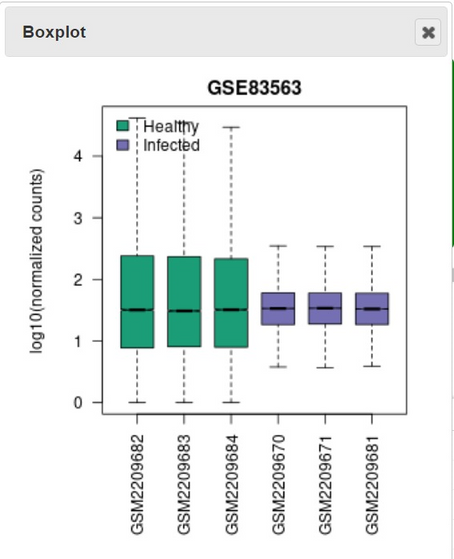 Boxplot
GSE83563
Healthy
Infected
log10(normalized counts)
4
3
2
1
0
GSM2209682
GSM2209683
GSM2209684
GSM2209670
GSM2209671
GSM2209681